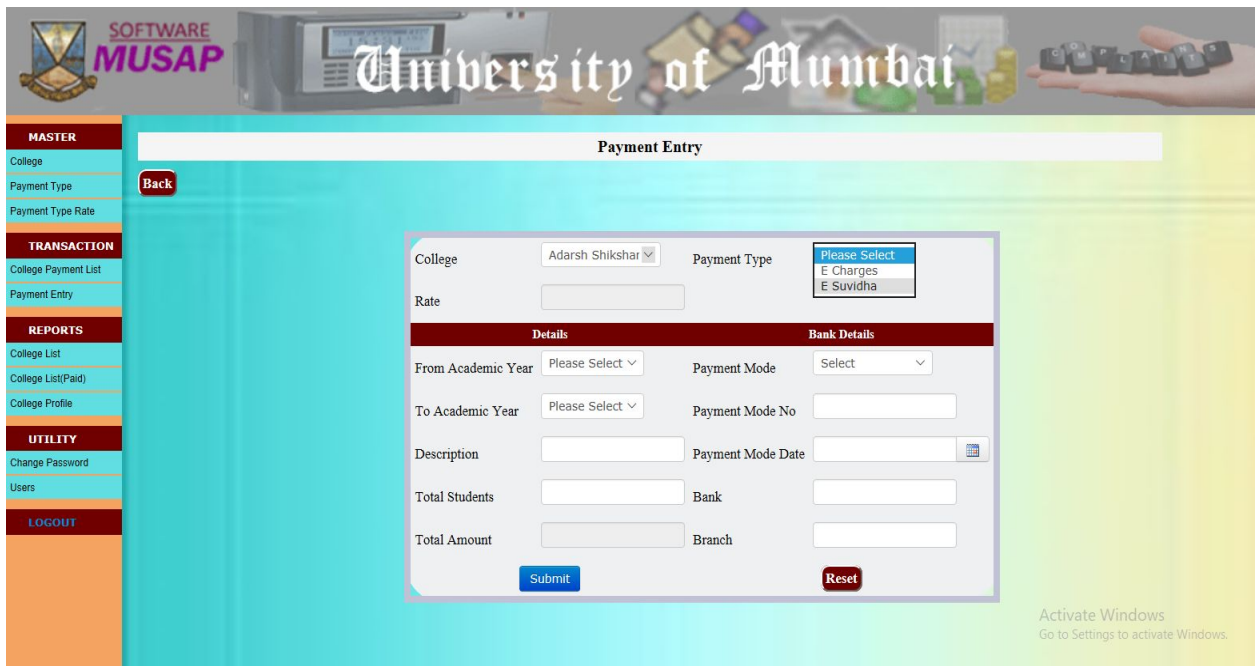 SOFTWARE
MUSAP
University of Mumbai
COMPLAINTS
MASTER
College
Payment Type
Payment Type Rate
TRANSACTION
College Payment List
Payment Entry
REPORTS
College List
College List(Paid)
College Profile
UTILITY
Change Password
Users
LOGOUT
Payment Entry
Back
College Adarsh Shikshar Payment Type Please Select
E Charges
E Suvidha
Rate
Details Bank Details
From Academic Year Please Select Payment Mode Select
To Academic Year Please Select Payment Mode No
Description Payment Mode Date
Total Students Bank
Total Amount Branch
Submit Reset
Activate Windows
Go to Settings to activate Windows.